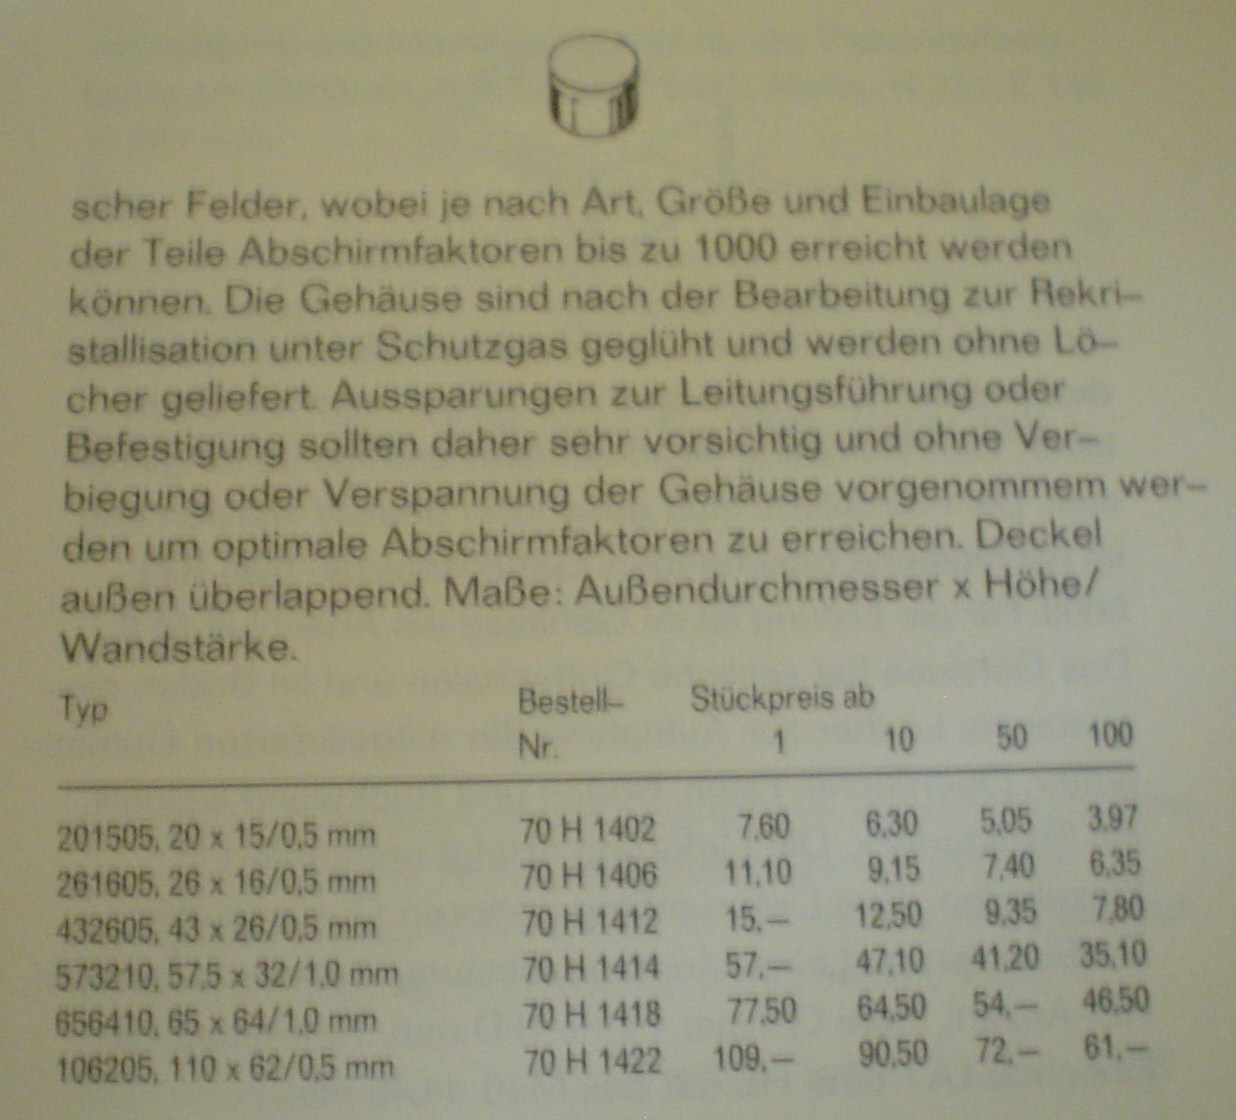 scher Felder, wobei je nach Art, Größe und Einbaulage
der Teile Abschirmfaktoren bis zu 1000 erreicht werden
können. Die Gehäuse sind nach der Bearbeitung zur Rekri–
stallisation unter Schutzgas geglüht und werden ohne Lö–
cher geliefert. Aussparungen zur Leitungsführung oder
Befestigung sollten daher sehr vorsichtig und ohne Ver–
biegung oder Verspannung der Gehäuse vorgenommem wer–
den um optimale Abschirmfaktoren zu erreichen. Deckel
außen überlappend. Maße: Außendurchmesser x Höhe/
Wandstärke.
Typ Bestell– Stückpreis ab
Nr. 1 10 50 100
201505, 20 x 15/0,5 mm 70 H 1402 7,60 6,30 5,05 3,97
261605, 26 x 16/0,5 mm 70 H 1406 11,10 9,15 7,40 6,35
432605, 43 x 26/0,5 mm 70 H 1412 15,— 12,50 9,35 7,80
573210, 57,5 x 32/1,0 mm 70 H 1414 57,— 47,10 41,20 35,10
656410, 65 x 64/1,0 mm 70 H 1418 77,50 64,50 54,— 46,50
106205, 110 x 62/0,5 mm 70 H 1422 109,— 90,50 72,— 61,—